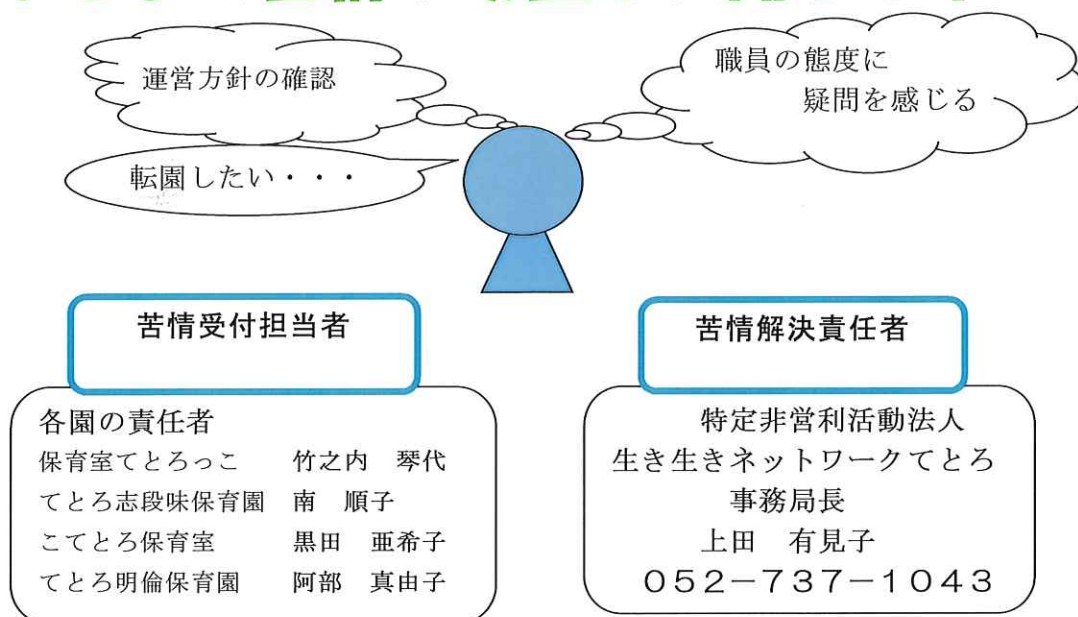 運営方針の確認
職員の態度に
疑問を感じる
転園したい・・・
苦情受付担当者
各園の責任者
保育室てとろっこ 竹之内 琴代
てとろ志段味保育園 南 順子
こてとろ保育室 黒田 亜希子
てとろ明倫保育園 阿部 真由子
苦情解決責任者
特定非営利活動法人
生き生きネットワークてとろ
事務局長
上田 有見子
052-737-1043